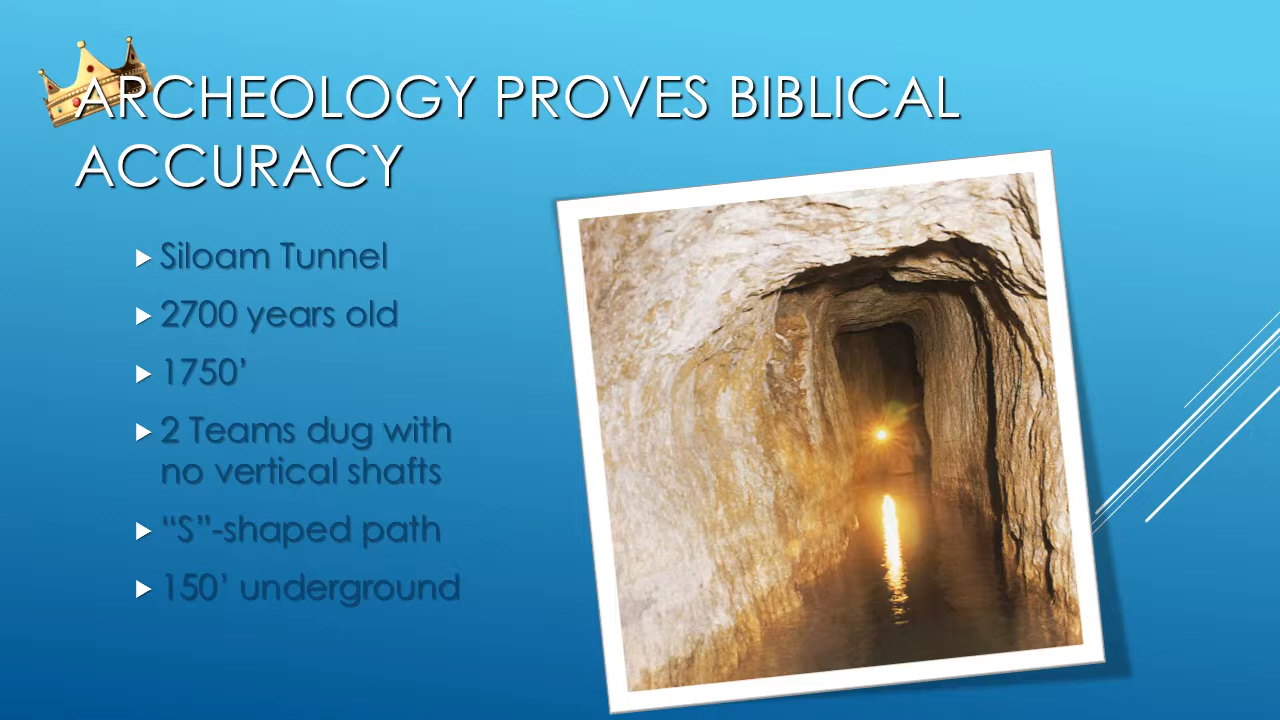 ARCHEOLOGY PROVES BIBLICAL
ACCURACY
Siloam Tunnel
2700 years old
1750’
2 Teams dug with
no vertical shafts
“S”-shaped path
150’ underground